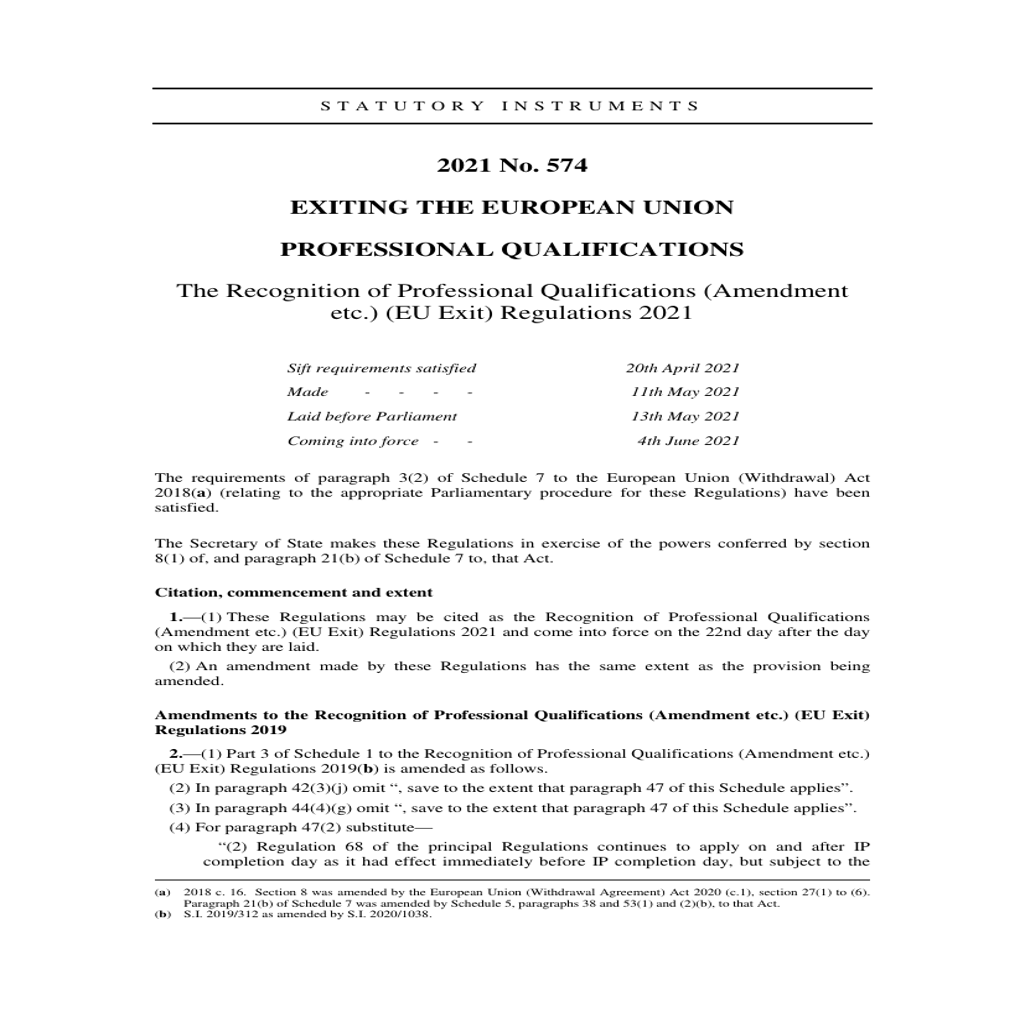 STATUTORY INSTRUMENTS
2021 No. 574
EXITING THE EUROPEAN UNION
PROFESSIONAL QUALIFICATIONS
The Recognition of Professional Qualifications (Amendment
etc.) (EU Exit) Regulations 2021
Sift requirements satisfied 20th April 2021
Made - - - - 11th May 2021
Laid before Parliament 13th May 2021
Coming into force - - 4th June 2021
The requirements of paragraph 3(2) of Schedule 7 to the European Union (Withdrawal) Act
2018(a) (relating to the appropriate Parliamentary procedure for these Regulations) have been
satisfied.
The Secretary of State makes these Regulations in exercise of the powers conferred by section
8(1) of, and paragraph 21(b) of Schedule 7 to, that Act.
Citation, commencement and extent
1.—(1) These Regulations may be cited as the Recognition of Professional Qualifications
(Amendment etc.) (EU Exit) Regulations 2021 and come into force on the 22nd day after the day
on which they are laid.
(2) An amendment made by these Regulations has the same extent as the provision being
amended.
Amendments to the Recognition of Professional Qualifications (Amendment etc.) (EU Exit)
Regulations 2019
2.—(1) Part 3 of Schedule 1 to the Recognition of Professional Qualifications (Amendment etc.)
(EU Exit) Regulations 2019(b) is amended as follows.
(2) In paragraph 42(3)(j) omit “, save to the extent that paragraph 47 of this Schedule applies”.
(3) In paragraph 44(4)(g) omit “, save to the extent that paragraph 47 of this Schedule applies”.
(4) For paragraph 47(2) substitute—
“(2) Regulation 68 of the principal Regulations continues to apply on and after IP
completion day as it had effect immediately before IP completion day, but subject to the
(a) 2018 c. 16. Section 8 was amended by the European Union (Withdrawal Agreement) Act 2020 (c.1), section 27(1) to (6).
Paragraph 21(b) of Schedule 7 was amended by Schedule 5, paragraphs 38 and 53(1) and (2)(b), to that Act.
(b) S.I. 2019/312 as amended by S.I. 2020/1038.